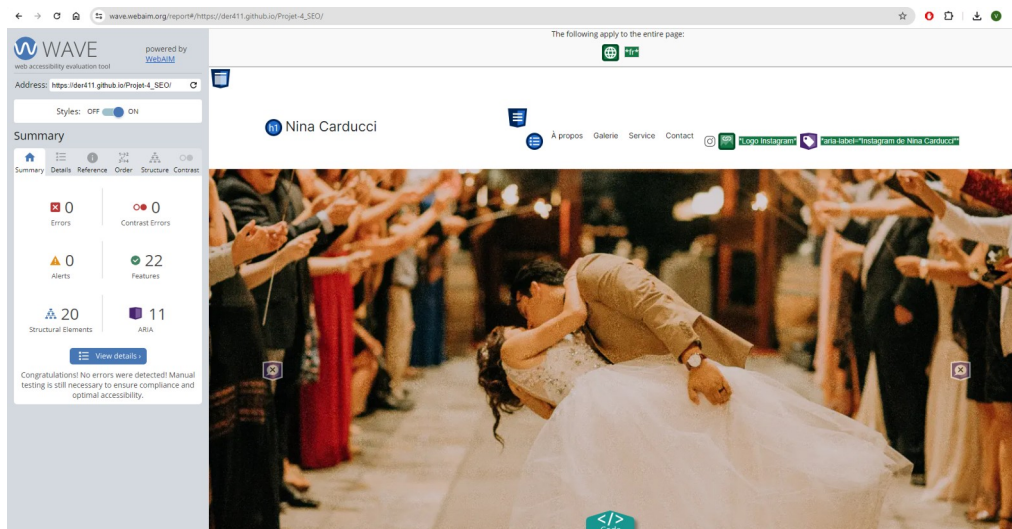 wave.webaim.org/report#/https://der411.github.io/Projet-4_SEO/
V
WAVE
web accessibility evaluation tool
powered by
WebAIM
Address: https://der411.github.io/Projet-4_SEO/
Styles: OFF ON
Summary
Summary Details Reference Order Structure Contrast
0
Errors
0
Contrast Errors
0
Alerts
22
Features
20
Structural Elements
11
ARIA
View details ›
Congratulations! No errors were detected! Manual
testing is still necessary to ensure compliance and
optimal accessibility.
The following apply to the entire page:
*fr*
h1 Nina Carducci
À propos Galerie Service Contact *Logo Instagram* *aria-label="Instagram de Nina Carducci"*
</>
Code